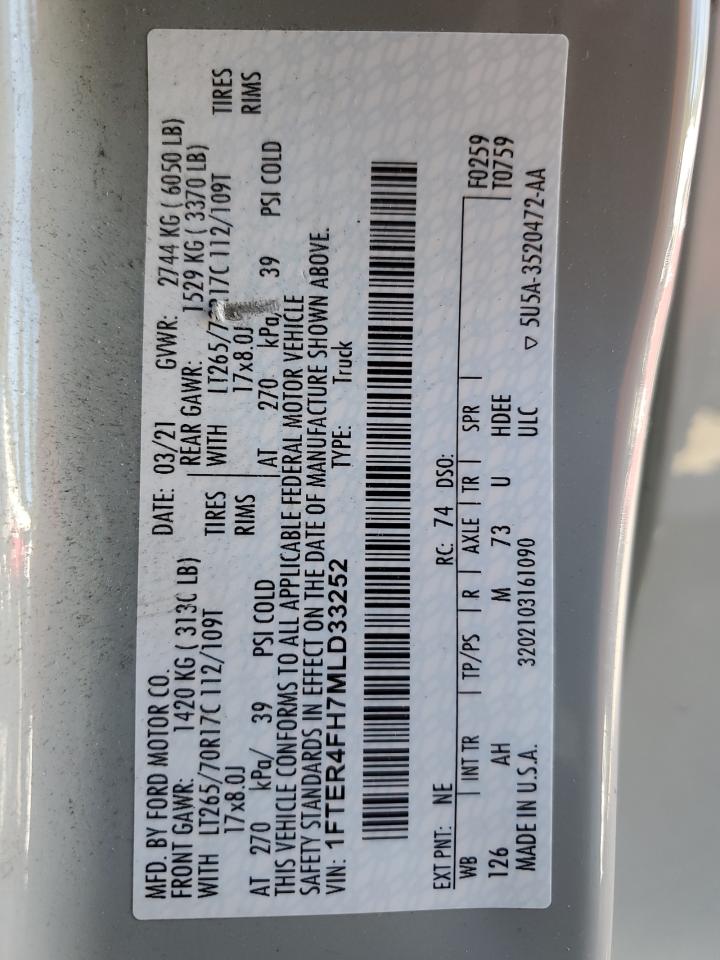 MFD. BY FORD MOTOR CO.
DATE: 03/21 GVWR: 2744 KG ( 6050 LB)
FRONT GAWR: 1420 KG ( 3130 LB) REAR GAWR: 1529 KG ( 3370 LB)
WITH LT265/70R17C 112/109T TIRES WITH LT265/70R17C 112/109T TIRES
17x8.0J RIMS 17x8.0J RIMS
AT 270 kPa/ 39 PSI COLD AT 270 kPa/ 39 PSI COLD
THIS VEHICLE CONFORMS TO ALL APPLICABLE FEDERAL MOTOR VEHICLE
SAFETY STANDARDS IN EFFECT ON THE DATE OF MANUFACTURE SHOWN ABOVE.
VIN: 1FTER4FH7MLD33252 TYPE: Truck
F0259
EXT PNT: NE RC: 74 DSO: T0759
WB INT TR TP/PS R AXLE TR SPR
126 AH M 73 U HDEE
MADE IN U.S.A. 3202103161090 ULC ▽ 5U5A-3520472-AA